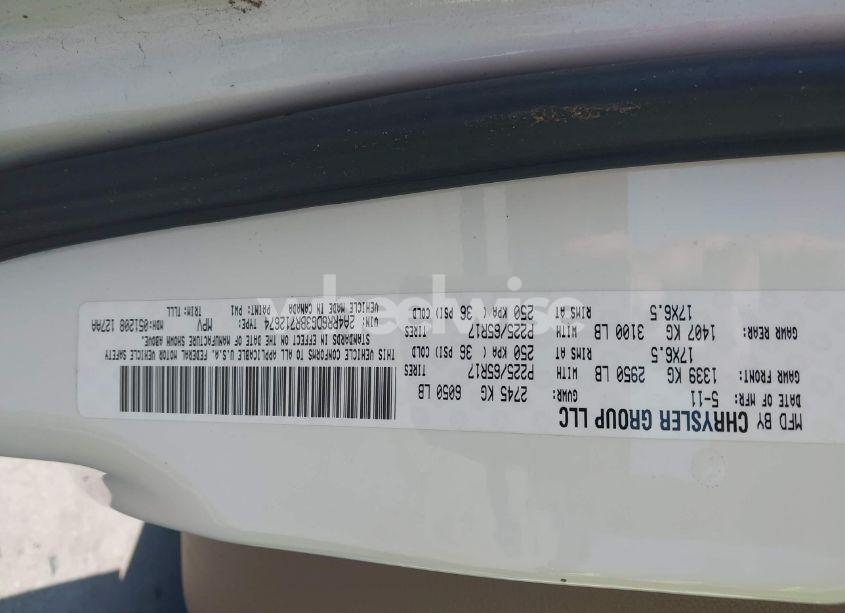 MFD BY CHRYSLER GROUP LLC
DATE OF MFR: 5-11 GVWR: 2745 KG 6050 LB
GAWR FRONT: 1339 KG 2950 LB WITH TIRES P225/65R17
17X6.5 RIMS AT 250 KPA ( 36 PSI) COLD
GAWR REAR: 1407 KG 3100 LB WITH TIRES P225/65R17
17X6.5 RIMS AT 250 KPA ( 36 PSI) COLD
THIS VEHICLE CONFORMS TO ALL APPLICABLE U.S.A. FEDERAL MOTOR VEHICLE SAFETY
STANDARDS IN EFFECT ON THE DATE OF MANUFACTURE SHOWN ABOVE.
VIN: 2A4RR6DG3BR712674 TYPE: MPV MDH:051208 127AA
VEHICLE MADE IN CANADA PAINT: PW1 TRIM: TLLL